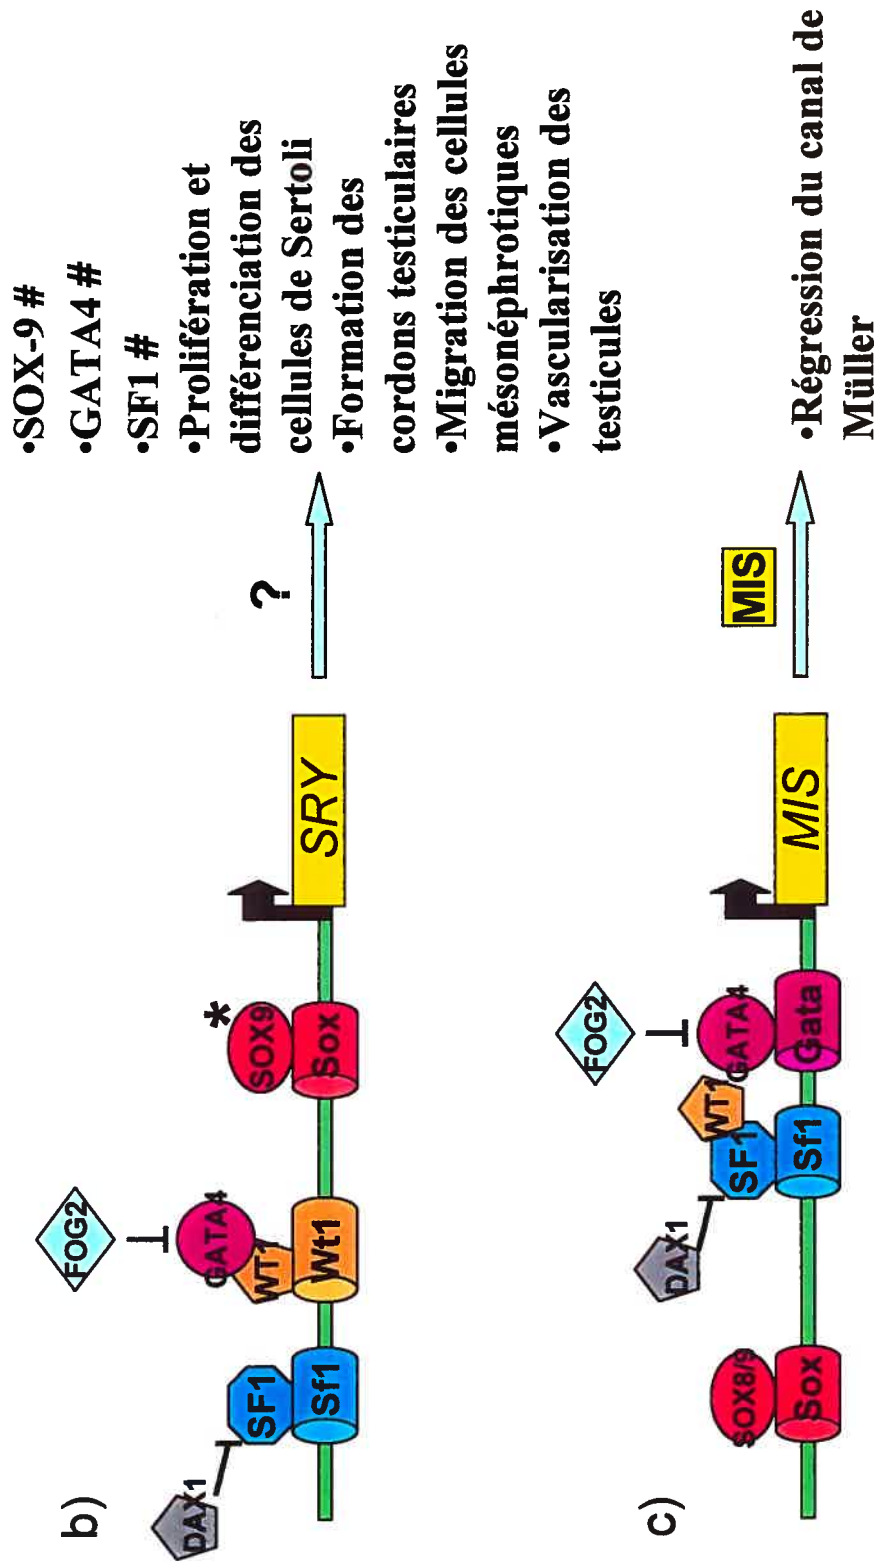 b)
DAX1
SF1
Sf1
FOG2
GATA4
WT1
Wt1
SOX9
*
Sox
SRY
?
•SOX-9 #
•GATA4 #
•SF1 #
•Prolifération et
différenciation des
cellules de Sertoli
•Formation des
cordons testiculaires
•Migration des cellules
mésonéphrotiques
•Vascularisation des
testicules
c)
SOX8/9
Sox
DAX1
SF1
Sf1
WT1
FOG2
GATA4
Gata
MIS
MIS
•Régression du canal de
Müller